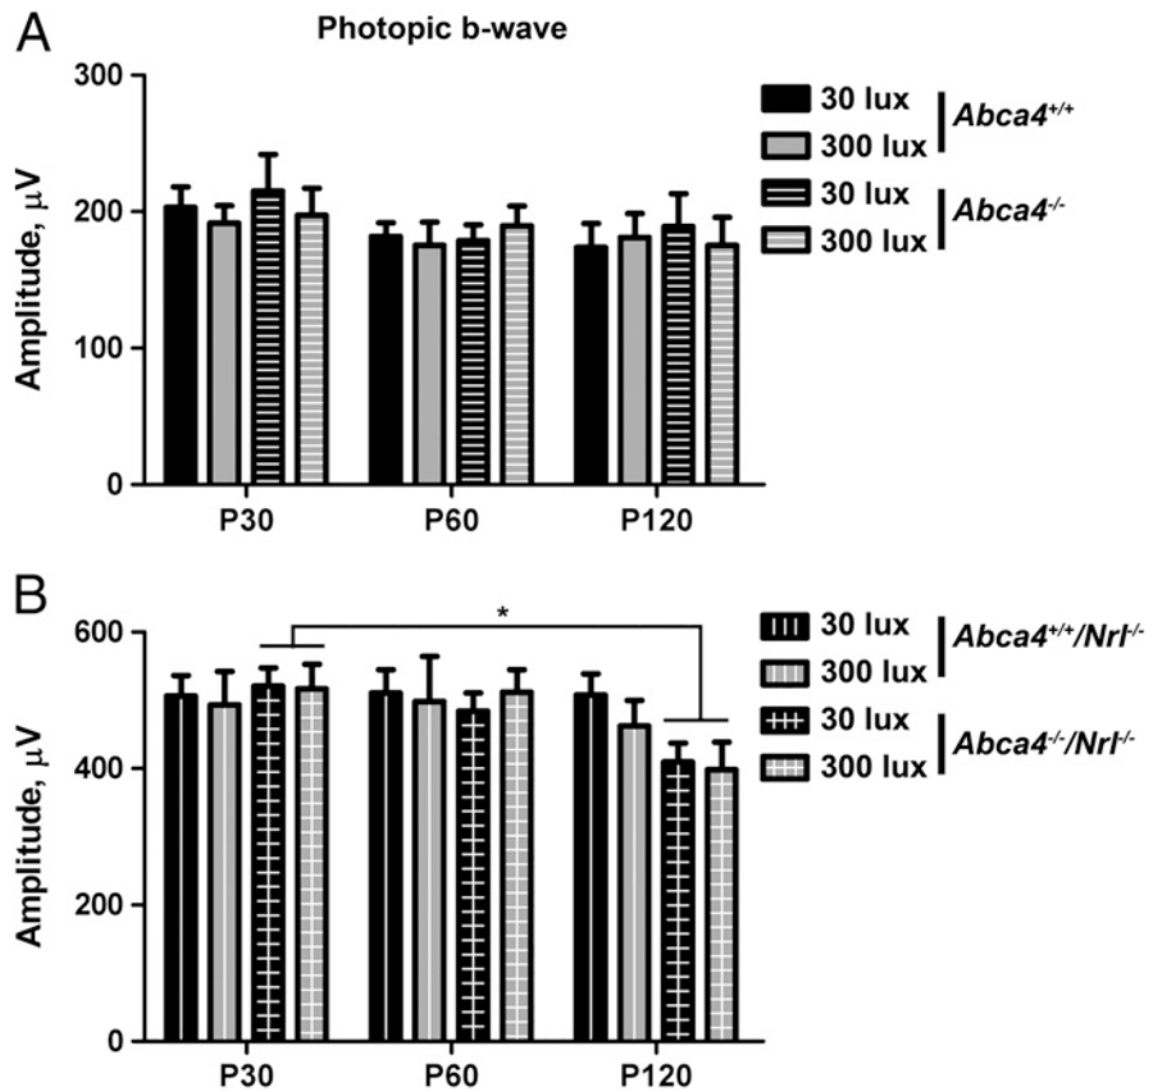 A
Photopic b-wave
300
200
100
0
Amplitude, μV
P30 P60 P120
30 lux
300 lux
Abca4+/+
30 lux
300 lux
Abca4-/-
B
*
600
400
200
0
Amplitude, μV
P30 P60 P120
30 lux
300 lux
Abca4+/+/Nrl-/-
30 lux
300 lux
Abca4-/-/Nrl-/-